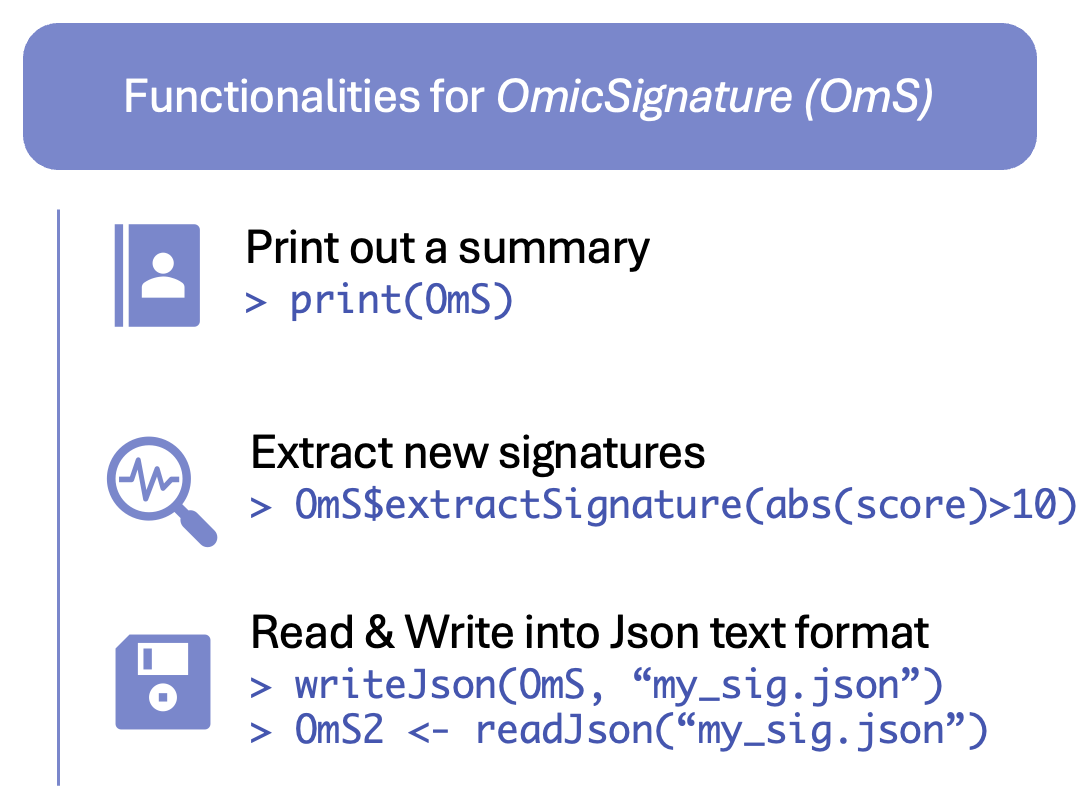 Functionalities for OmicSignature (OmS)
Print out a summary
> print(OmS)
Extract new signatures
> OmS$extractSignature(abs(score)>10)
Read & Write into Json text format
> writeJson(OmS, “my_sig.json”)
> OmS2 <- readJson(“my_sig.json”)